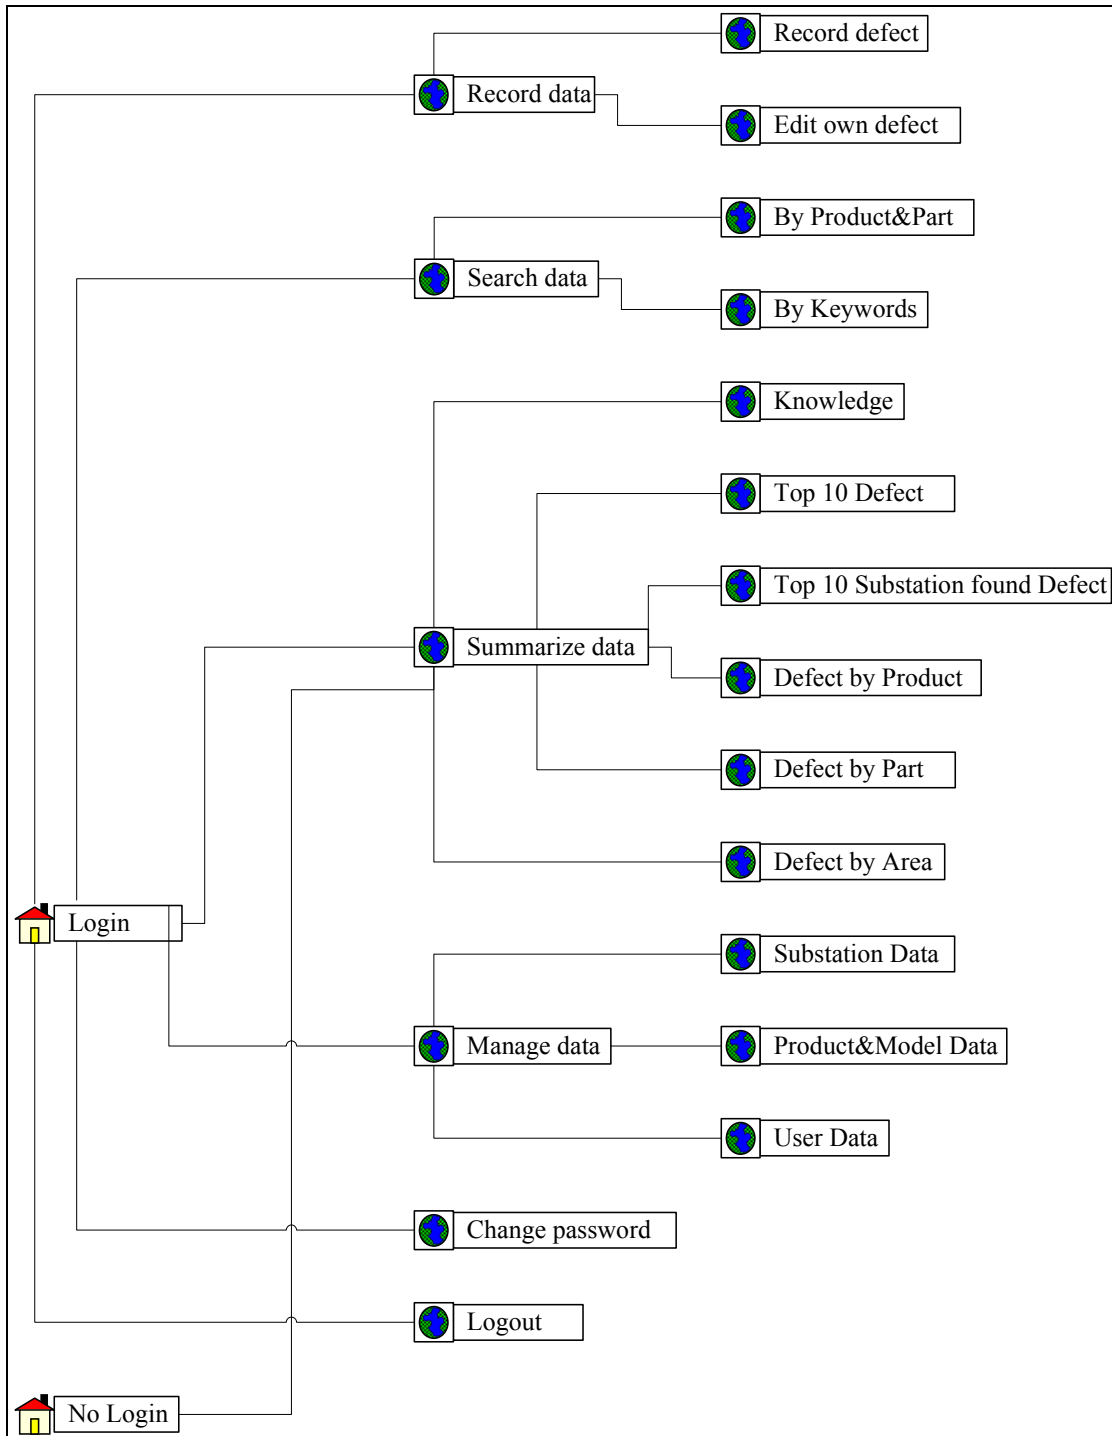 Record defect
Record data
Edit own defect
By Product&Part
Search data
By Keywords
Knowledge
Top 10 Defect
Top 10 Substation found Defect
Summarize data
Defect by Product
Defect by Part
Defect by Area
Login
Substation Data
Manage data
Product&Model Data
User Data
Change password
Logout
No Login